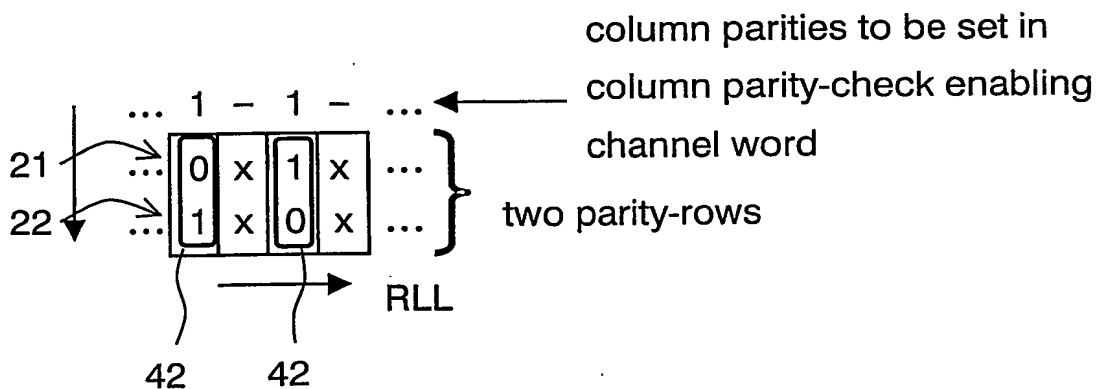 column parities to be set in
... 1 – 1 – ... column parity-check enabling
channel word
21 ... 0 x 1 x ...
22 ... 1 x 0 x ... two parity-rows
RLL
42 42